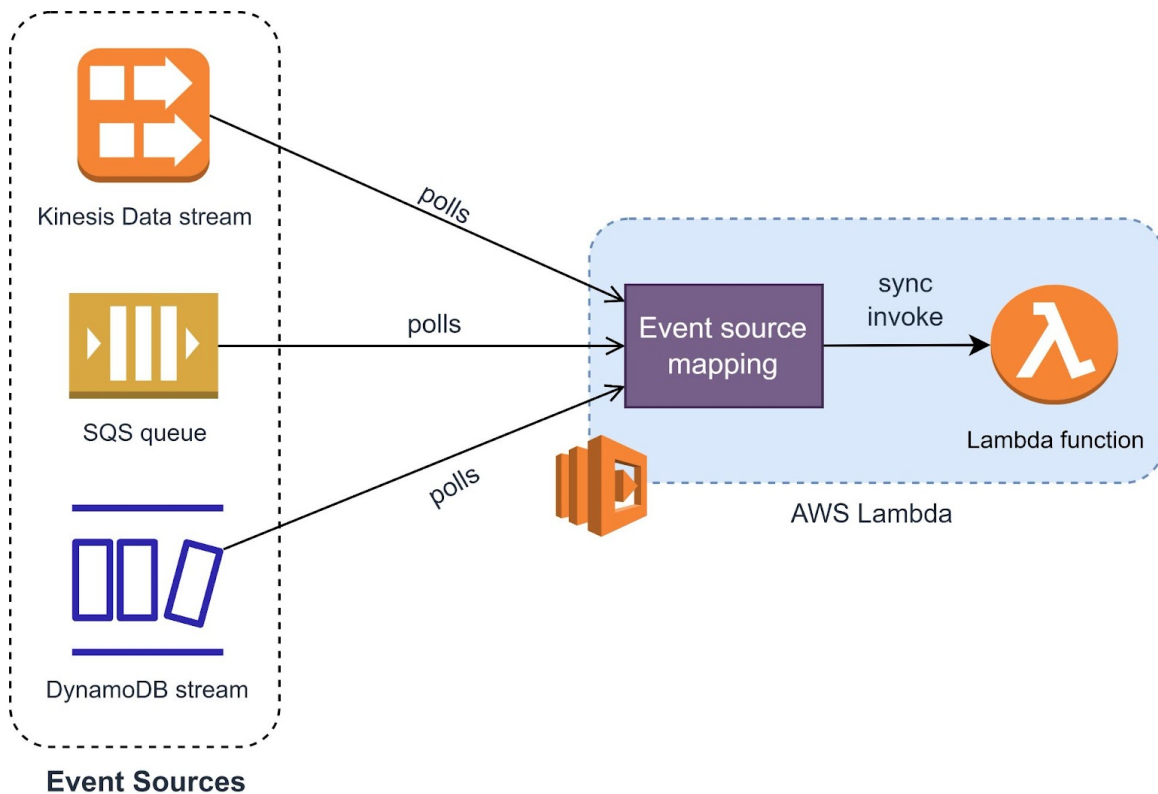 Kinesis Data stream
polls
SQS queue
polls
DynamoDB stream
polls
Event Sources
Event source
mapping
sync
invoke
Lambda function
AWS Lambda